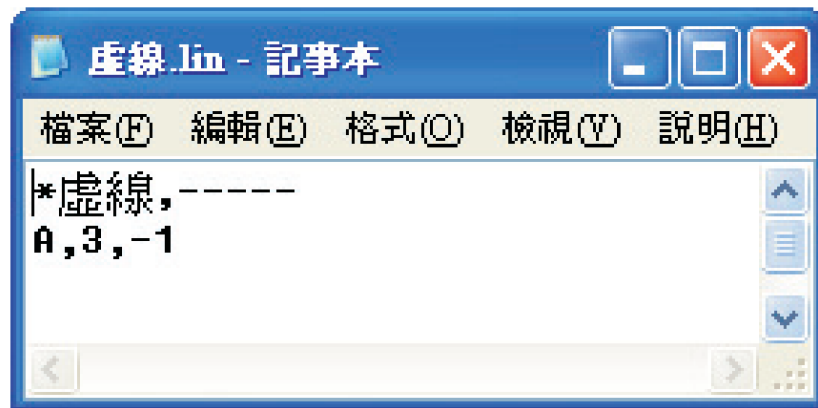 虛線.lin - 記事本
檔案(F) 編輯(E) 格式(O) 檢視(V) 說明(H)
*虛線,-----
A,3,-1